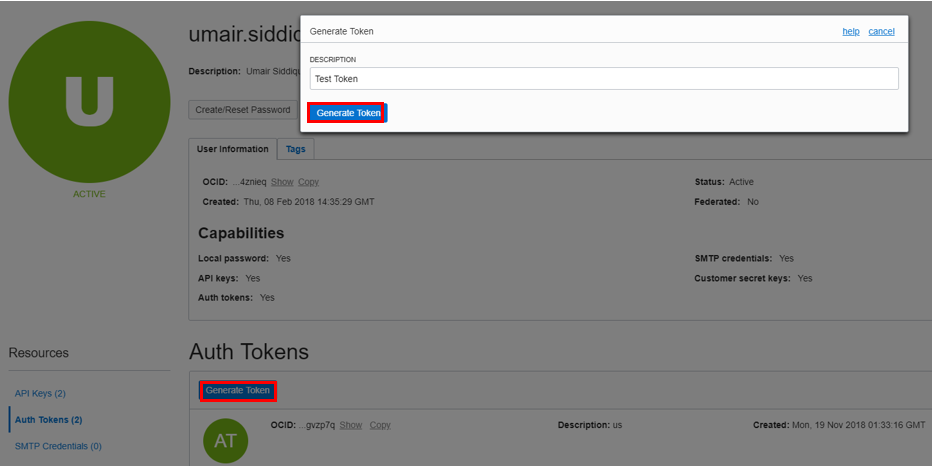 umair.siddiq
Generate Token
help
cancel
DESCRIPTION
Test Token
Generate Token
U
ACTIVE
Description: Umair Siddiqu
Create/Reset Password
User Information
Tags
OCID: ...4znieq Show Copy
Status: Active
Created: Thu, 08 Feb 2018 14:35:29 GMT
Federated: No
Capabilities
Local password: Yes
SMTP credentials: Yes
API keys: Yes
Customer secret keys: Yes
Auth tokens: Yes
Resources
API Keys (2)
Auth Tokens (2)
SMTP Credentials (0)
Auth Tokens
Generate Token
AT
OCID: ...gvzp7q Show Copy
Description: us
Created: Mon, 19 Nov 2018 01:33:16 GMT